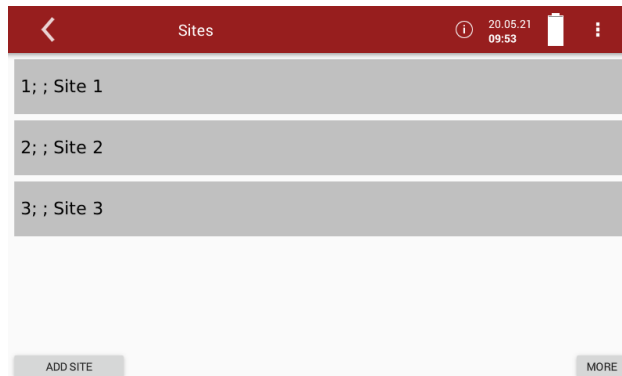 Sites
20.05.21
09:53
1; ; Site 1
2; ; Site 2
3; ; Site 3
ADD SITE
MORE